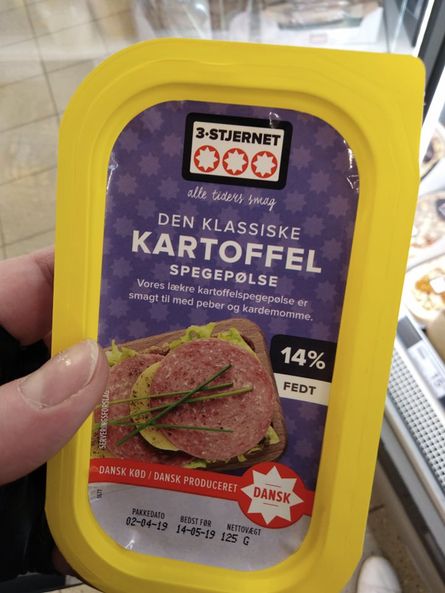 3·STJERNET
alle tiders smag
DEN KLASSISKE
KARTOFFEL
SPEGEPØLSE
Vores lækre kartoffelspegepølse er
smagt til med peber og kardemomme.
14%
FEDT
SERVERINGSFORSLAG
DANSK KØD / DANSK PRODUCERET
DANSK
PAKKEDATO BEDST FØR NETTOVÆGT
02-04-19 14-05-19 125 G